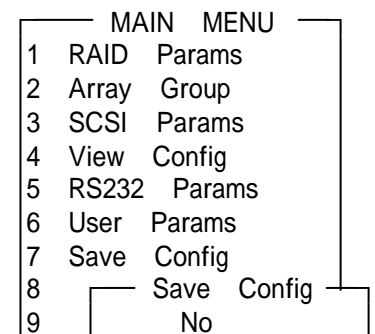 MAIN MENU
1 RAID Params
2 Array Group
3 SCSI Params
4 View Config
5 RS232 Params
6 User Params
7 Save Config
8 Save Config
9 No